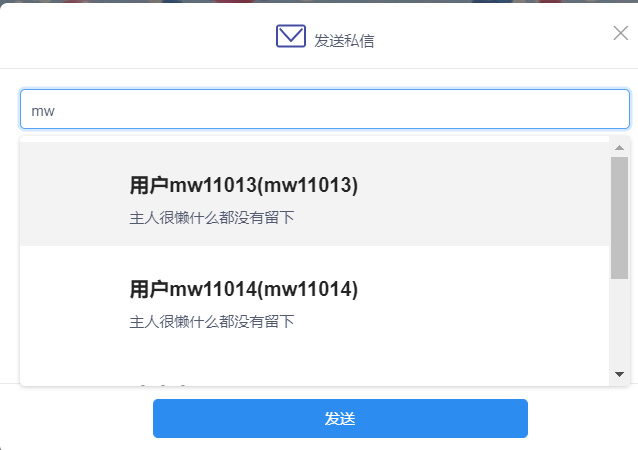 发送私信
mw
用户mw11013(mw11013)
主人很懒什么都没有留下
用户mw11014(mw11014)
主人很懒什么都没有留下
发送